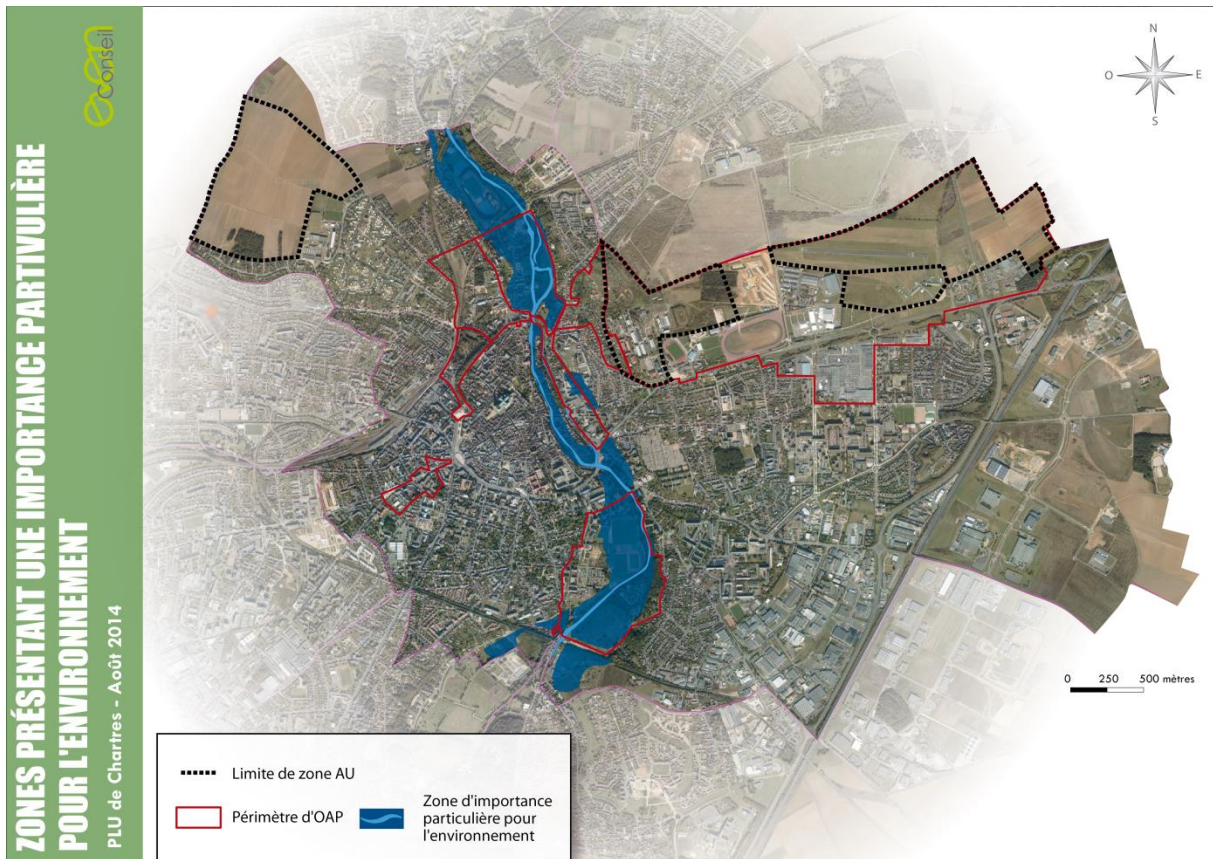 ZONES PRÉSENTANT UNE IMPORTANCE PARTIVULIÈRE
POUR L'ENVIRONNEMENT
PLU de Chartres - Août 2014
Conseil
N
O
E
S
0 250 500 mètres
Limite de zone AU
Périmètre d'OAP
Zone d'importance
particulière pour
l'environnement